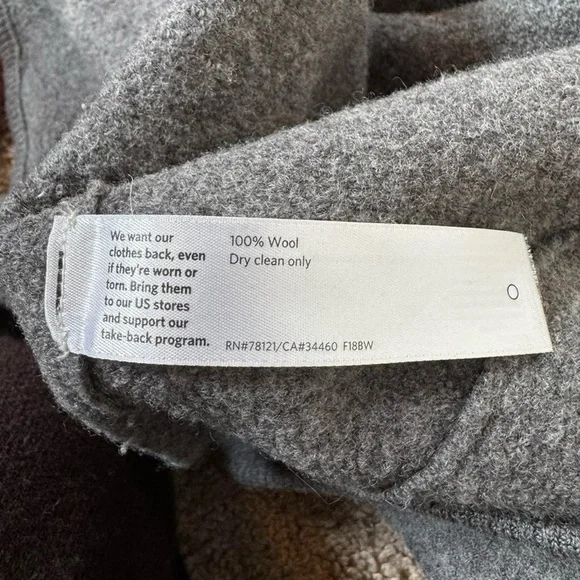 We want our
clothes back, even
if they're worn or
torn. Bring them
to our US stores
and support our
take-back program.
100% Wool
Dry clean only
RN#78121/CA#34460 F18BW